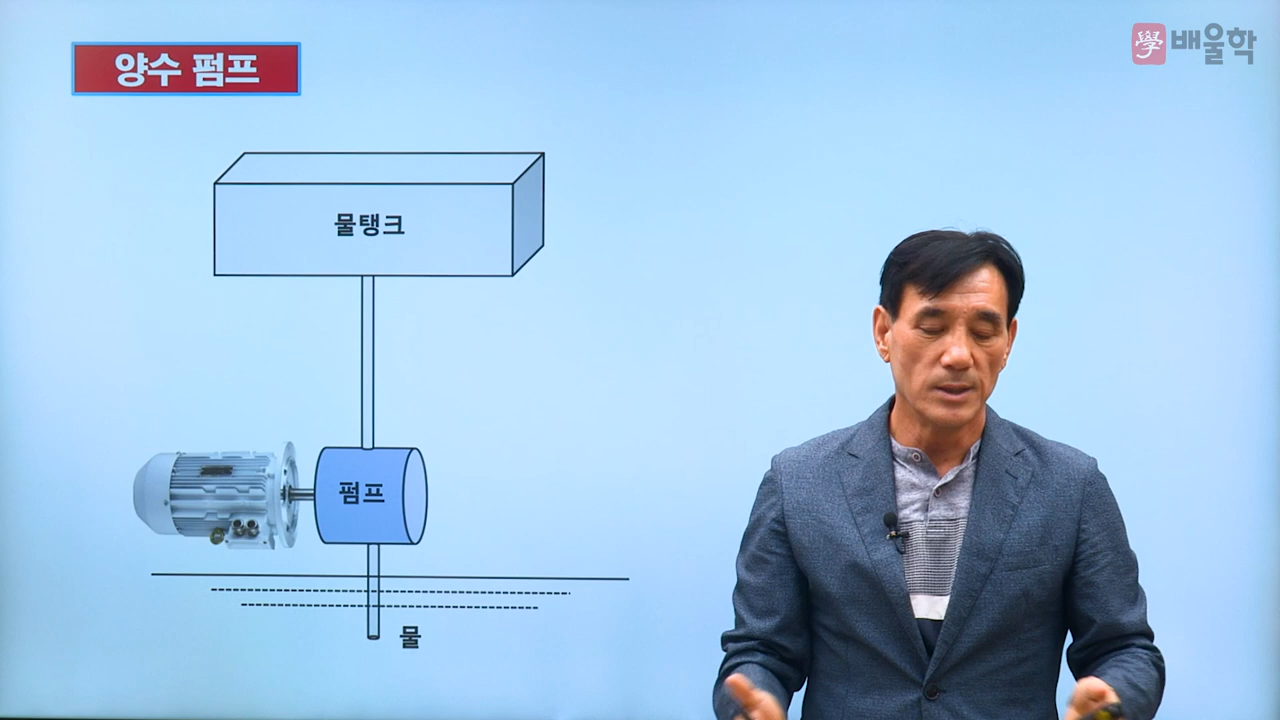 양수 펌프
學 배울학
물탱크
펌프
물